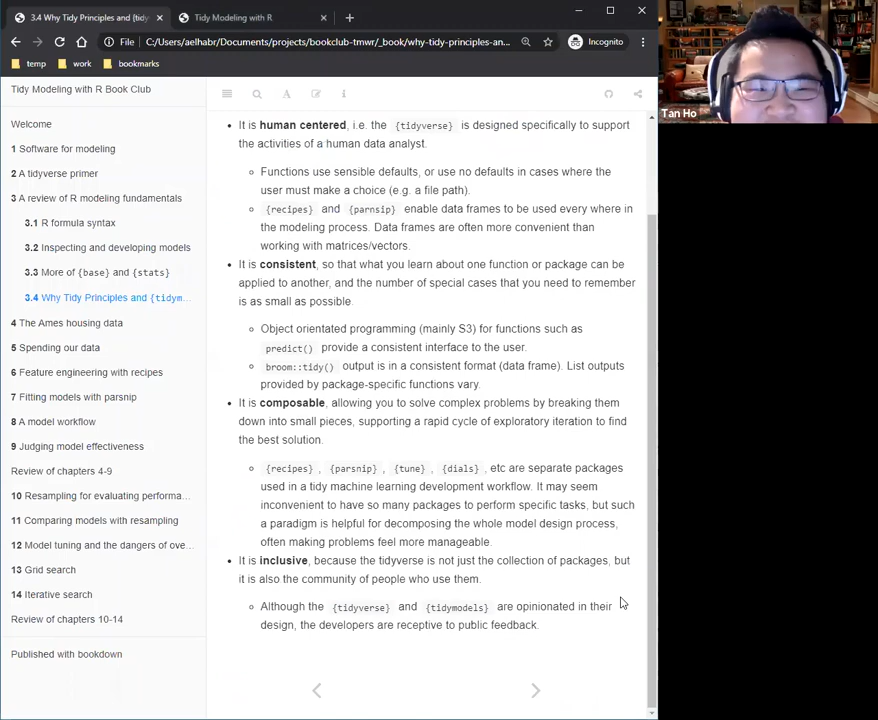 3.4 Why Tidy Principles and {tidy
Tidy Modeling with R
File
C:/Users/aelhabr/Documents/projects/bookclub-tmwr/_book/why-tidy-principles-an...
Incognito
temp
work
bookmarks
Tan Ho
Tidy Modeling with R Book Club
Welcome
1 Software for modeling
2 A tidyverse primer
3 A review of R modeling fundamentals
3.1 R formula syntax
3.2 Inspecting and developing models
3.3 More of {base} and {stats}
3.4 Why Tidy Principles and {tidym...
4 The Ames housing data
5 Spending our data
6 Feature engineering with recipes
7 Fitting models with parsnip
8 A model workflow
9 Judging model effectiveness
Review of chapters 4-9
10 Resampling for evaluating performa...
11 Comparing models with resampling
12 Model tuning and the dangers of ove...
13 Grid search
14 Iterative search
Review of chapters 10-14
Published with bookdown
It is human centered, i.e. the {tidyverse} is designed specifically to support
the activities of a human data analyst.
Functions use sensible defaults, or use no defaults in cases where the
user must make a choice (e.g. a file path).
{recipes} and {parnsip} enable data frames to be used every where in
the modeling process. Data frames are often more convenient than
working with matrices/vectors.
It is consistent, so that what you learn about one function or package can be
applied to another, and the number of special cases that you need to remember
is as small as possible.
Object orientated programming (mainly S3) for functions such as
predict() provide a consistent interface to the user.
broom::tidy() output is in a consistent format (data frame). List outputs
provided by package-specific functions vary.
It is composable, allowing you to solve complex problems by breaking them
down into small pieces, supporting a rapid cycle of exploratory iteration to find
the best solution.
{recipes}, {parsnip}, {tune}, {dials}, etc are separate packages
used in a tidy machine learning development workflow. It may seem
inconvenient to have so many packages to perform specific tasks, but such
a paradigm is helpful for decomposing the whole model design process,
often making problems feel more manageable.
It is inclusive, because the tidyverse is not just the collection of packages, but
it is also the community of people who use them.
Although the {tidyverse} and {tidymodels} are opinionated in their
design, the developers are receptive to public feedback.